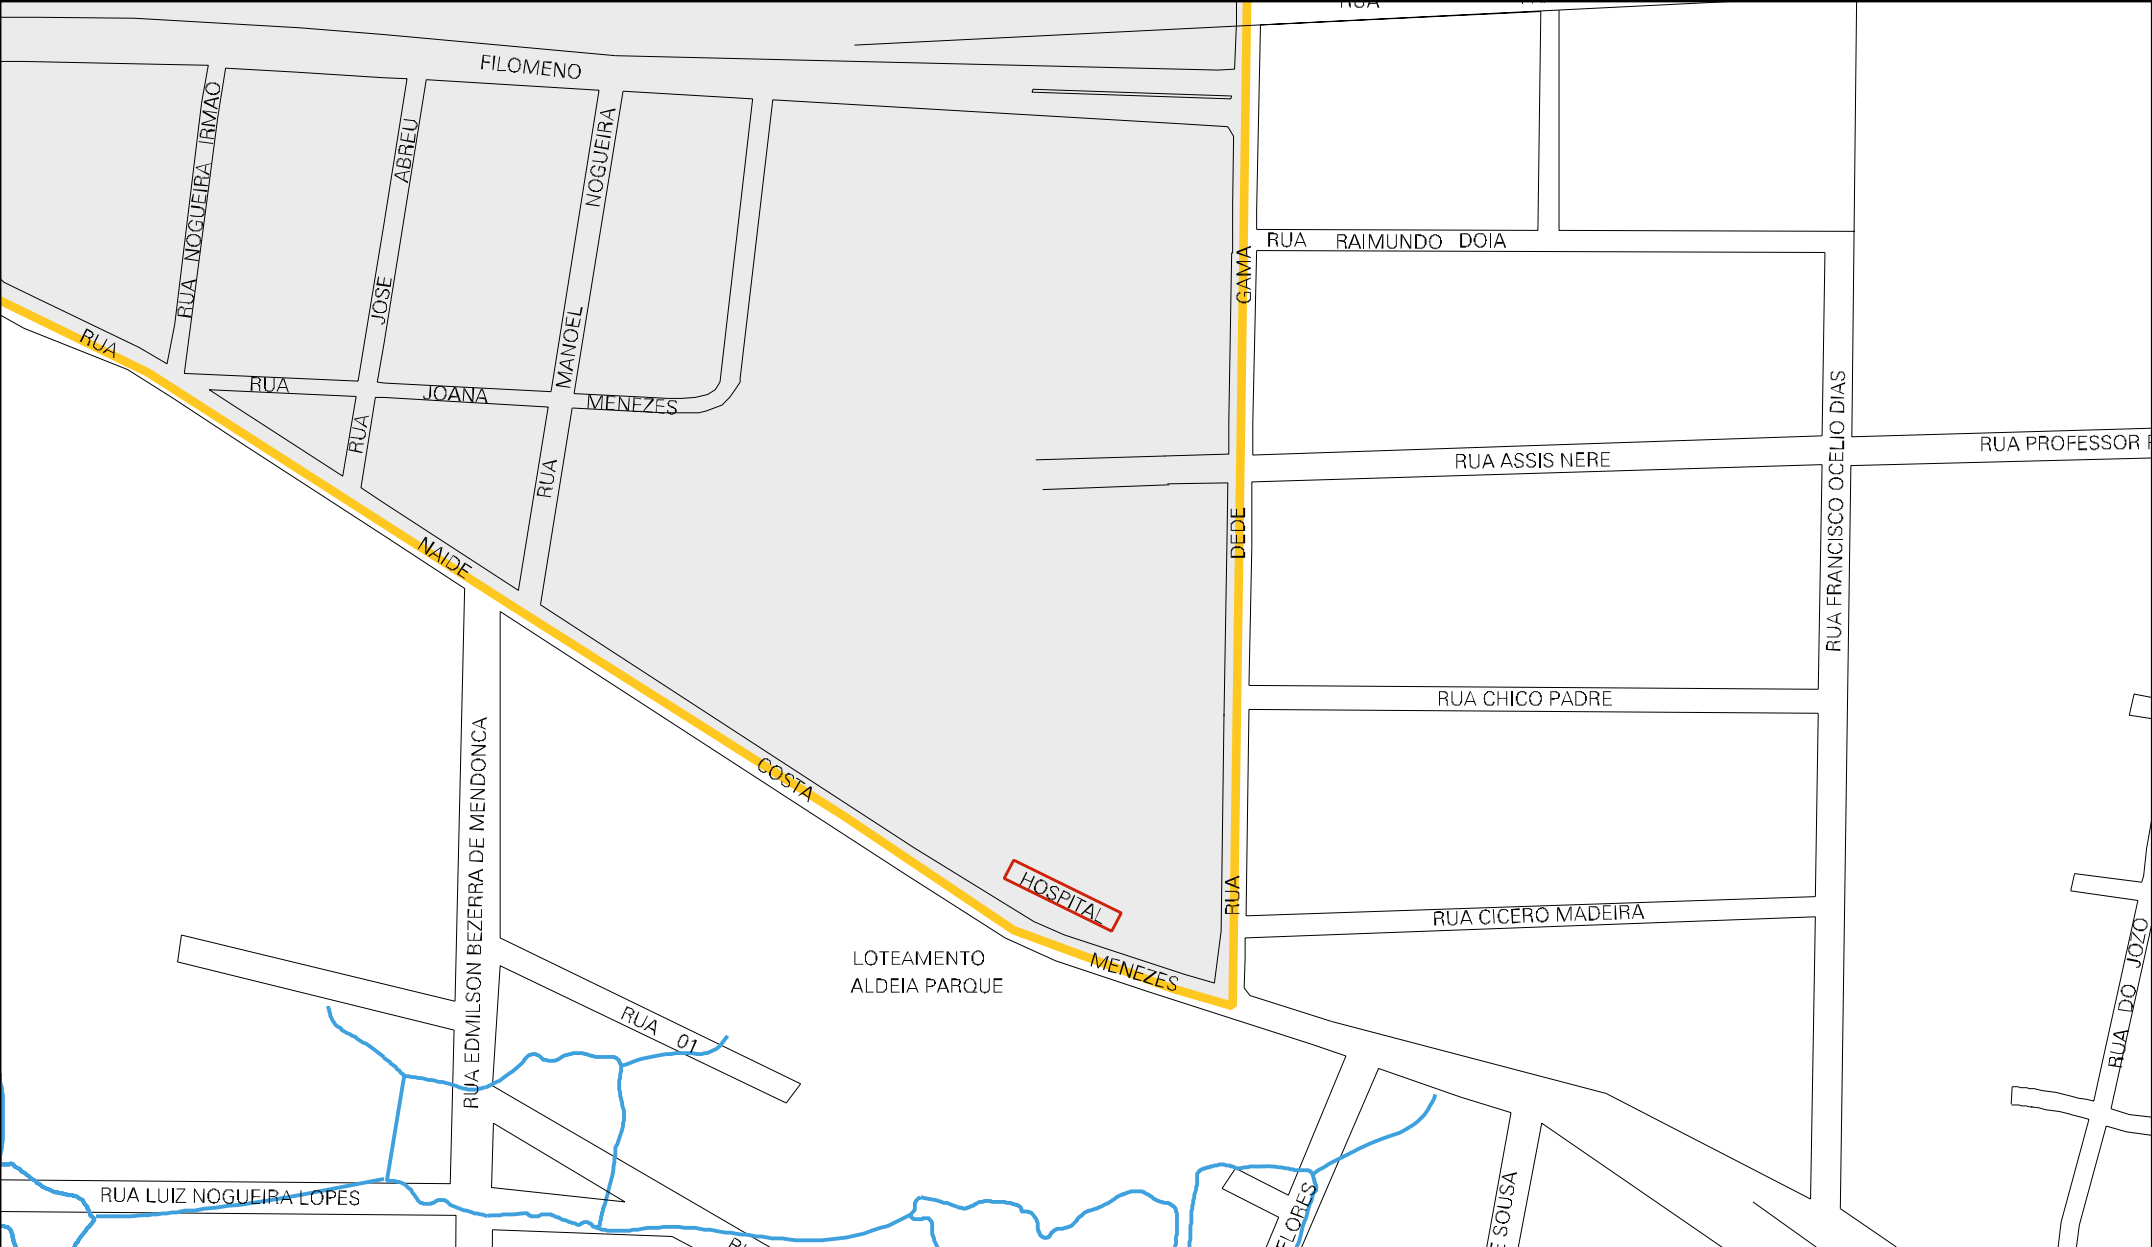 RUA
FILOMENO
RUA NOGUEIRA IRMAO
JOSE ABREU
MANOEL NOGUEIRA
GAMA
RUA RAIMUNDO DOIA
RUA
RUA JOANA MENEZES
RUA
RUA
RUA FRANCISCO OCELIO DIAS
RUA PROFESSOR
RUA ASSIS NERE
DEDE
NAIDE
RUA CHICO PADRE
COSTA
RUA EDMILSON BEZERRA DE MENDONCA
HOSPITAL
RUA
RUA CICERO MADEIRA
LOTEAMENTO
ALDEIA PARQUE
MENEZES
RUA 01
RUA DO JOZO
RUA LUIZ NOGUEIRA LOPES
FLORES
SOUSA